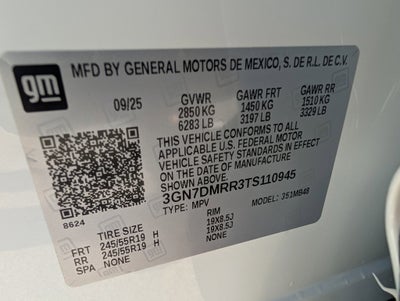 gm
MFD BY GENERAL MOTORS DE MEXICO, S. DE R.L. DE C.V.
09/25 GVWR GAWR FRT GAWR RR
2850 KG 1450 KG 1510 KG
6283 LB 3197 LB 3329 LB
THIS VEHICLE CONFORMS TO ALL
APPLICABLE U.S. FEDERAL MOTOR
VEHICLE SAFETY STANDARDS IN EFFECT
ON THE DATE OF MANUFACTURE
SHOWN ABOVE.
3GN7DMRR3TS110945
TYPE: MPV MODEL: 351MB48
8624
TIRE SIZE RIM
FRT 245/55R19 H 19X8.5J
RR 245/55R19 H 19X8.5J
SPA NONE NONE